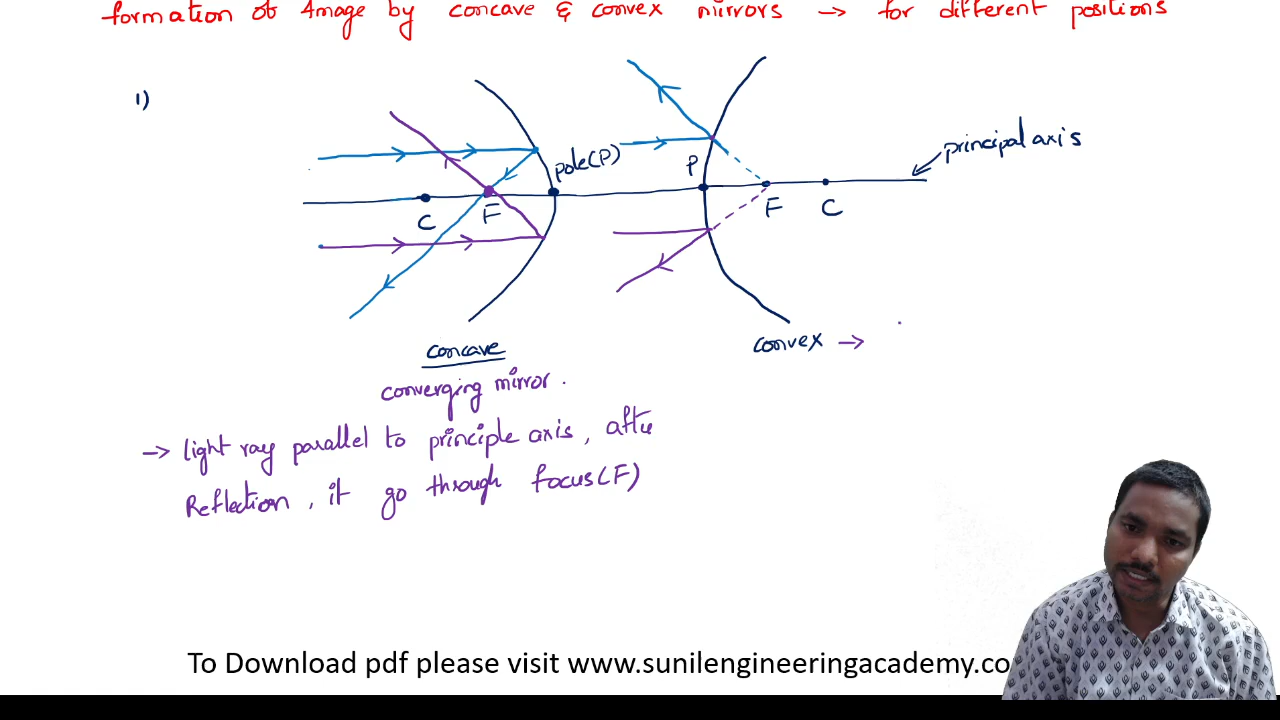 formation of Image by concave & convex mirrors → for different positions
1)
pole(P)
P
principal axis
C
F
F
C
concave
convex →
converging mirror.
→ light ray parallel to principle axis, after
Reflection, it go through focus(F)
To Download pdf please visit www.sunilengineeringacademy.co